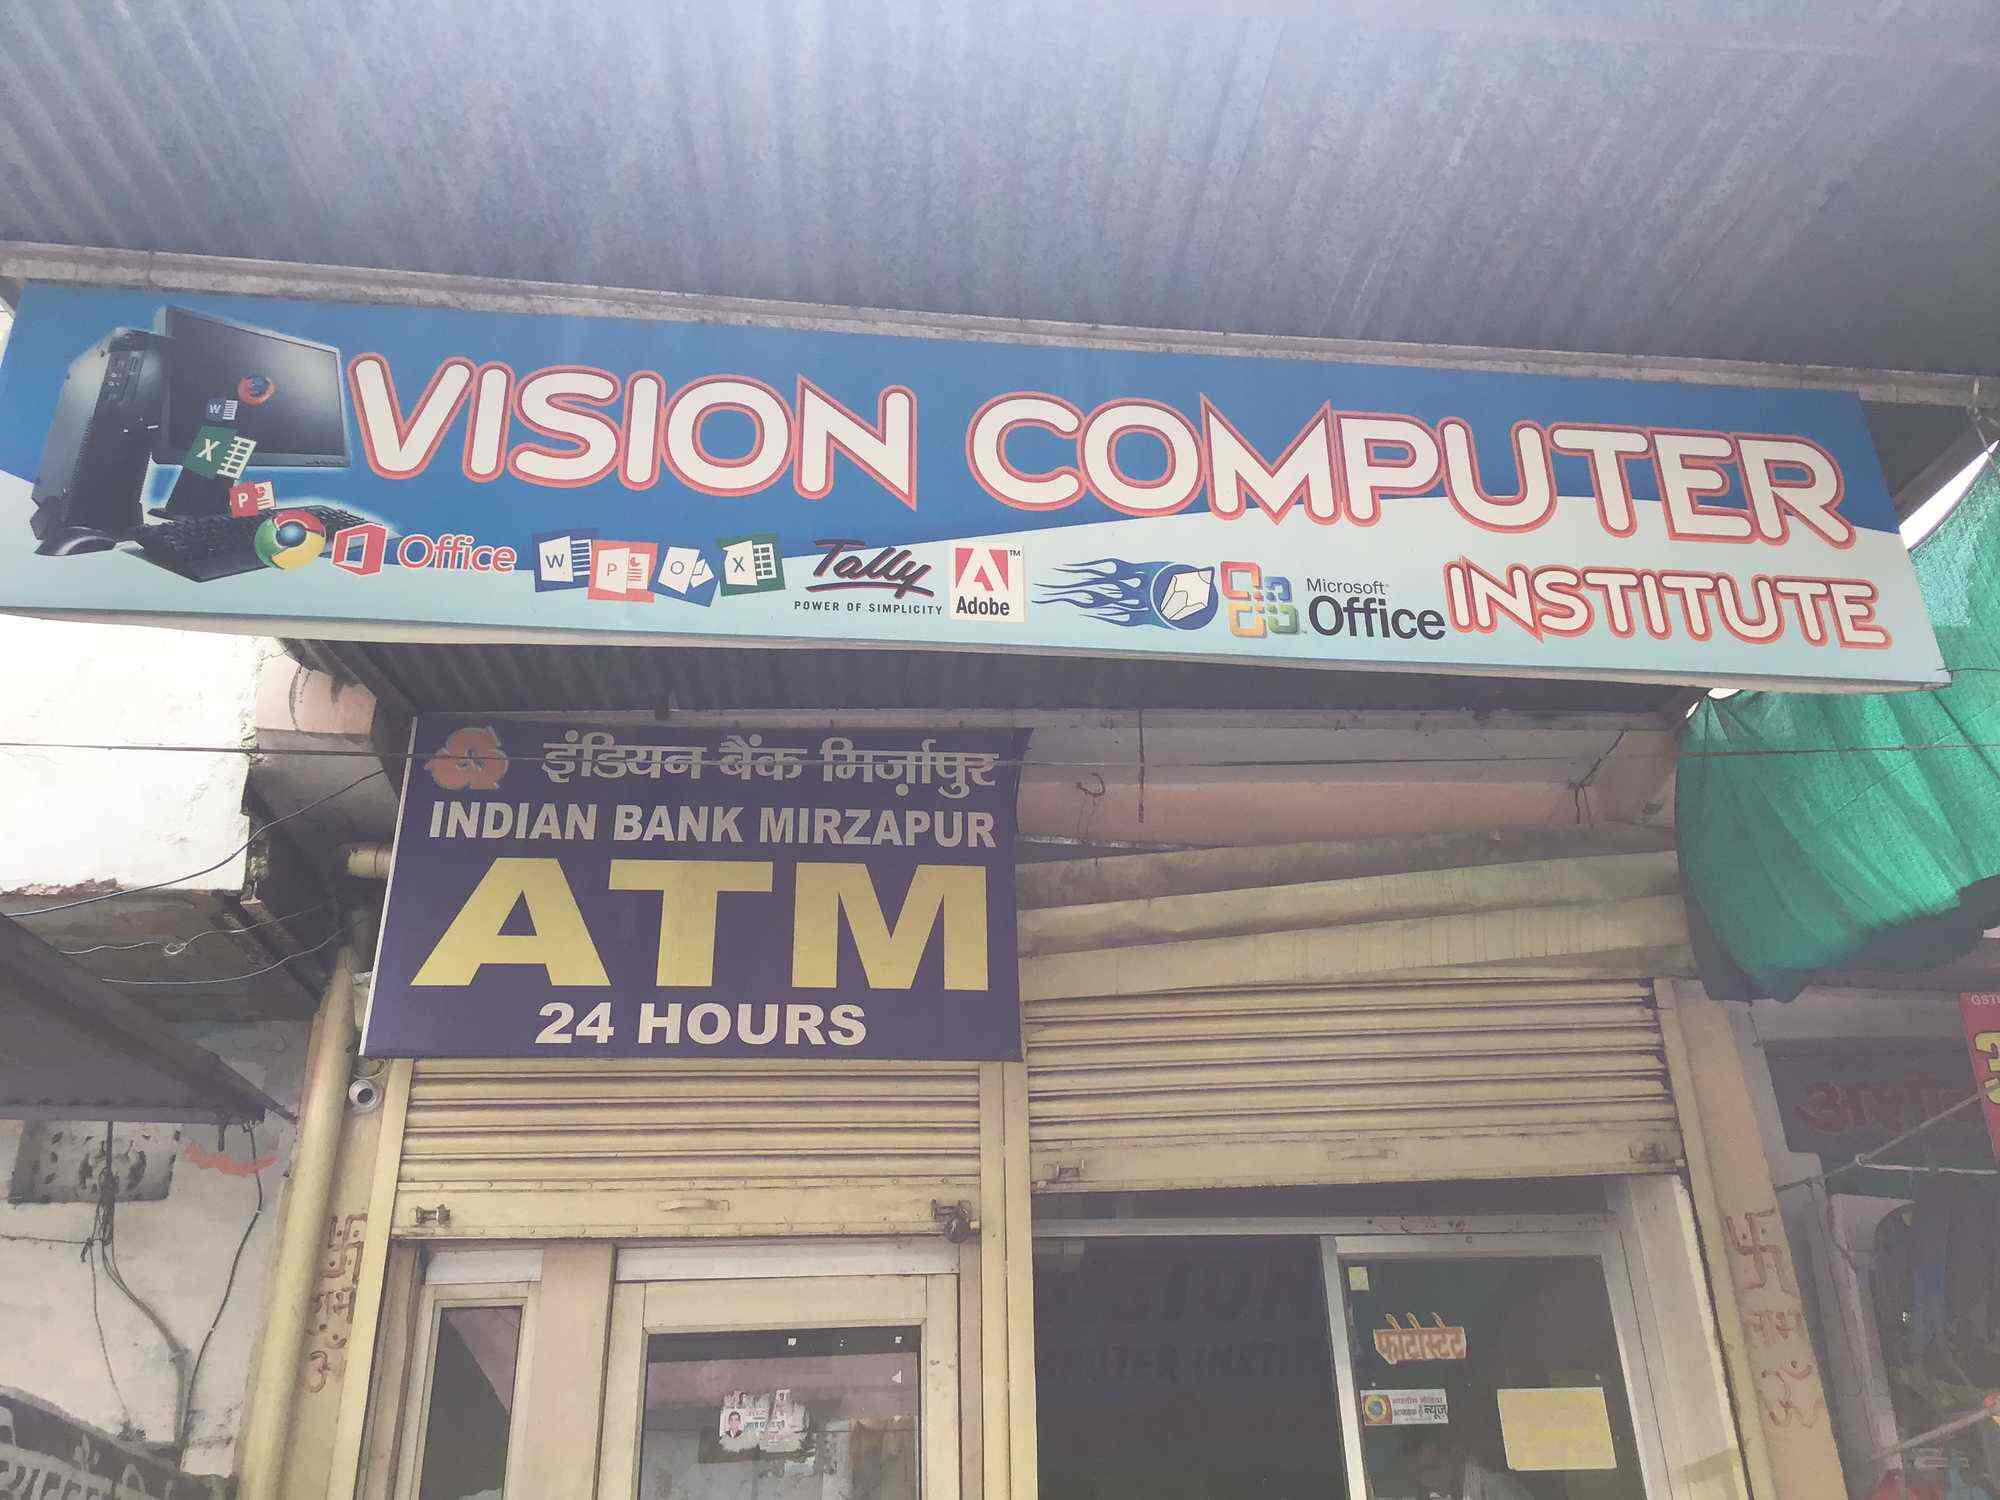 VISION COMPUTER
INSTITUTE
Office
W P O X
Tally
POWER OF SIMPLICITY
Adobe
Microsoft
Office
इंडियन बैंक मिर्ज़ापुर
INDIAN BANK MIRZAPUR
ATM
24 HOURS
फोटोस्टेट
न्यूज